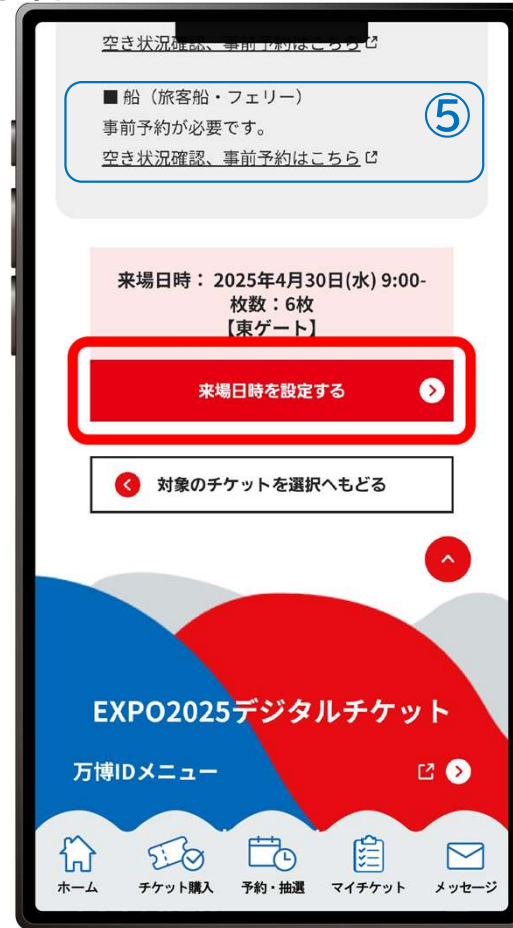 空き状況確認、事前予約はこちら
■ 船（旅客船・フェリー）
⑤
事前予約が必要です。
空き状況確認、事前予約はこちら
来場日時： 2025年4月30日(水) 9:00-
枚数：6枚
【東ゲート】
来場日時を設定する
対象のチケットを選択へもどる
EXPO2025デジタルチケット
万博IDメニュー
ホーム
チケット購入
予約・抽選
マイチケット
メッセージ